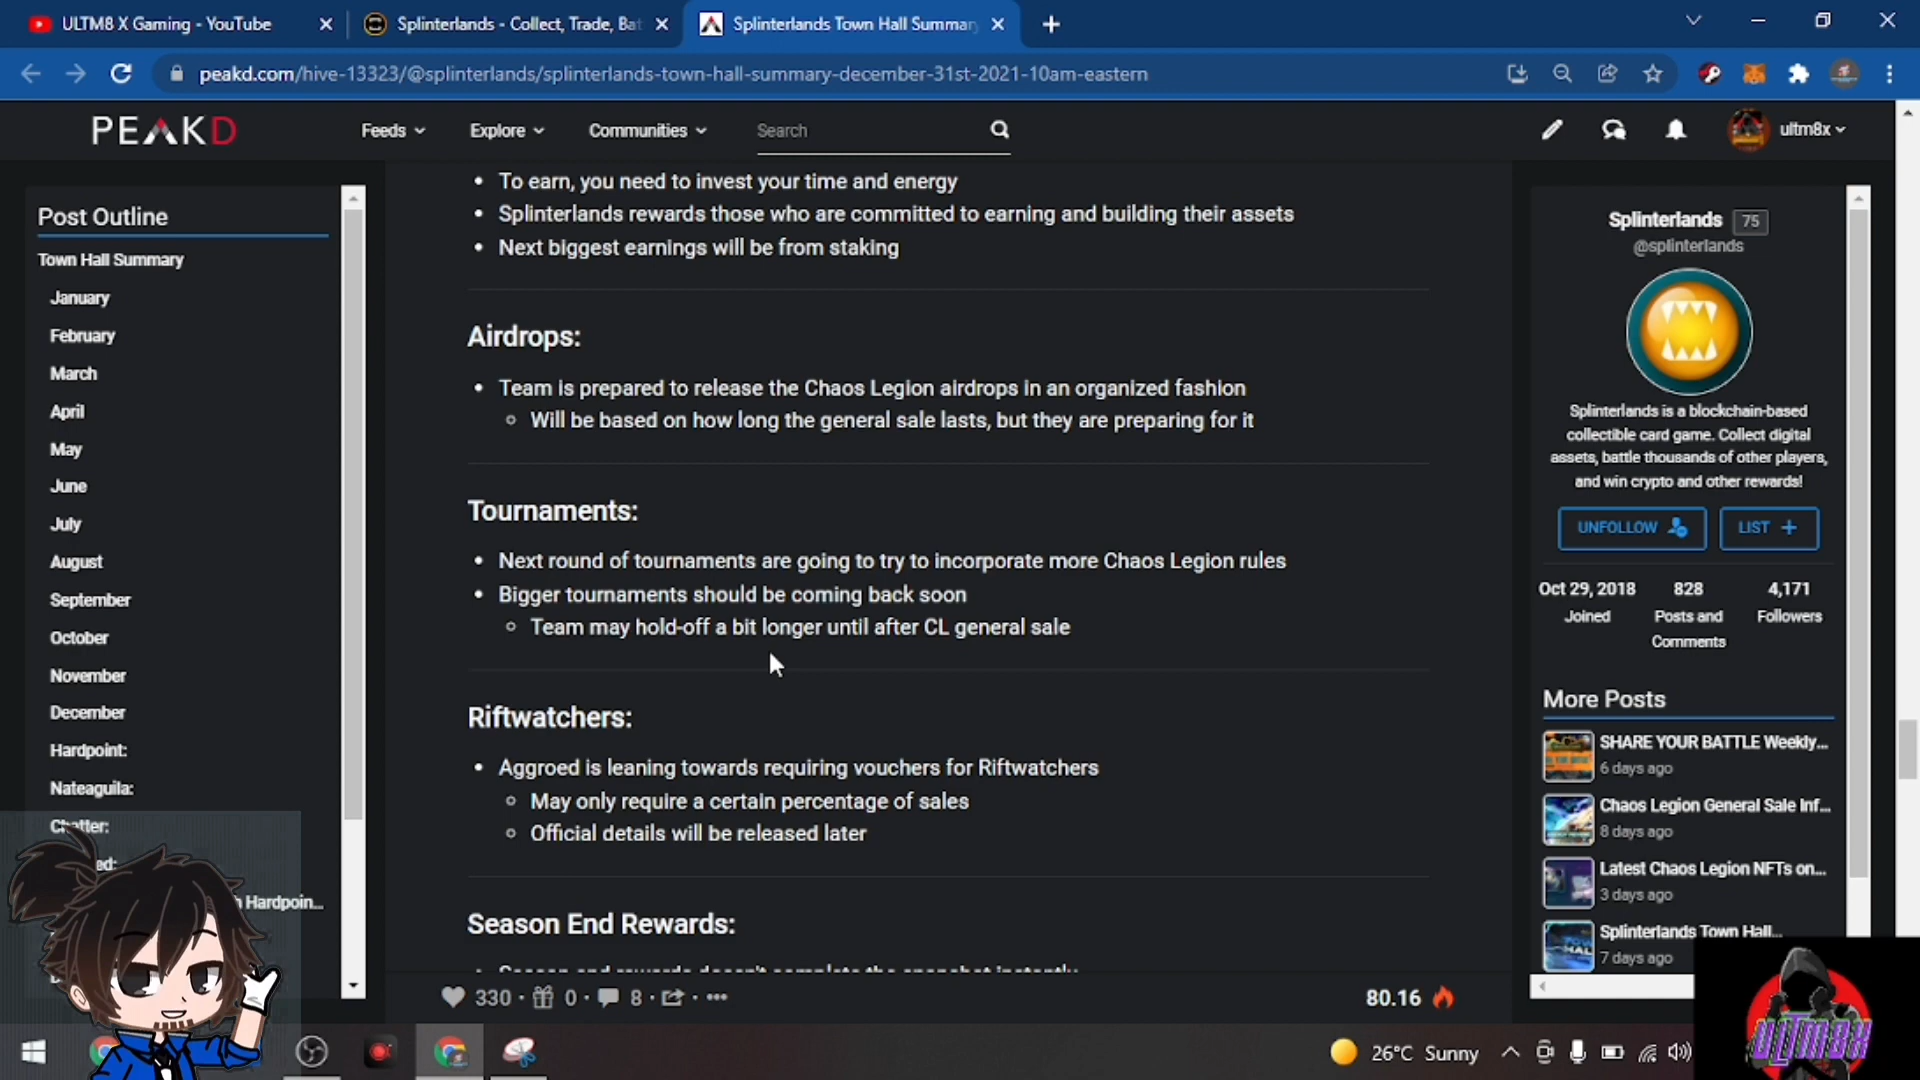 ULTM8 X Gaming - YouTube
Splinterlands - Collect, Trade, Bat
Splinterlands Town Hall Summar
peakd.com/hive-13323/@splinterlands/splinterlands-town-hall-summary-december-31st-2021-10am-eastern
PEAKD
Feeds
Explore
Communities
Search
ultm8x
Post Outline
Town Hall Summary
January
February
March
April
May
June
July
August
September
October
November
December
Hardpoint:
Nateaguila:
Chatter:
ed:
h Hardpoin...
• To earn, you need to invest your time and energy
• Splinterlands rewards those who are committed to earning and building their assets
• Next biggest earnings will be from staking
Airdrops:
• Team is prepared to release the Chaos Legion airdrops in an organized fashion
◦ Will be based on how long the general sale lasts, but they are preparing for it
Tournaments:
• Next round of tournaments are going to try to incorporate more Chaos Legion rules
• Bigger tournaments should be coming back soon
◦ Team may hold-off a bit longer until after CL general sale
Riftwatchers:
• Aggroed is leaning towards requiring vouchers for Riftwatchers
◦ May only require a certain percentage of sales
◦ Official details will be released later
Season End Rewards:
• Season end rewards doesn't complete the snapshot instantly
330 · 0 · 8 · · •••
80.16
Splinterlands 75
@splinterlands
Splinterlands is a blockchain-based
collectible card game. Collect digital
assets, battle thousands of other players,
and win crypto and other rewards!
UNFOLLOW
LIST +
Oct 29, 2018 828 4,171
Joined Posts and Followers
Comments
More Posts
SHARE YOUR BATTLE Weekly...
6 days ago
Chaos Legion General Sale Inf...
8 days ago
Latest Chaos Legion NFTs on...
3 days ago
Splinterlands Town Hall...
7 days ago
26°C Sunny
ULTM8X